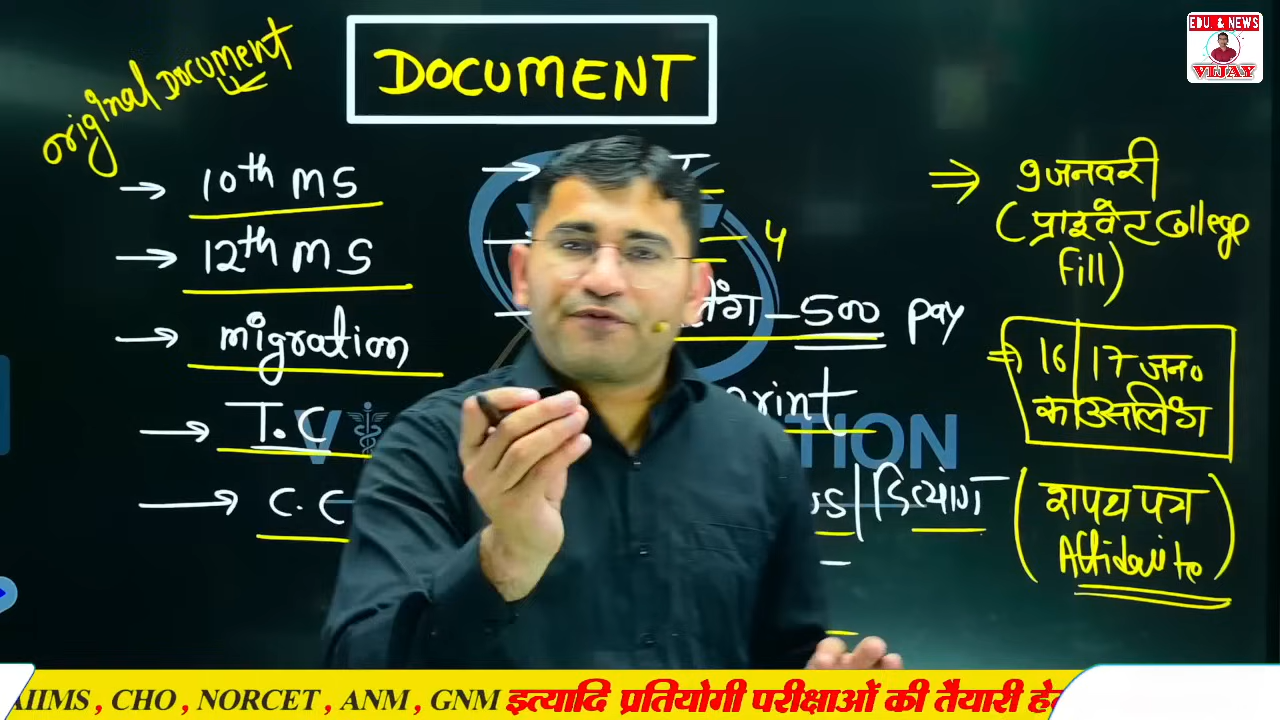 EDU. & NEWS
VIJAY
DOCUMENT
original DOCUMENT
→ 10th MS
→ 12th MS
→ migration
→ T.C
→ C.C
4
500 pay
print
दिव्यांग
⇒ 9 जनवरी
(प्राइवेट College
Fill)
⇒ 16 | 17 जन०
काउंसलिंग
(शपथ पत्र
Affidavite)
AIIMS , CHO , NORCET , ANM , GNM इत्यादि प्रतियोगी परीक्षाओं की तैयारी